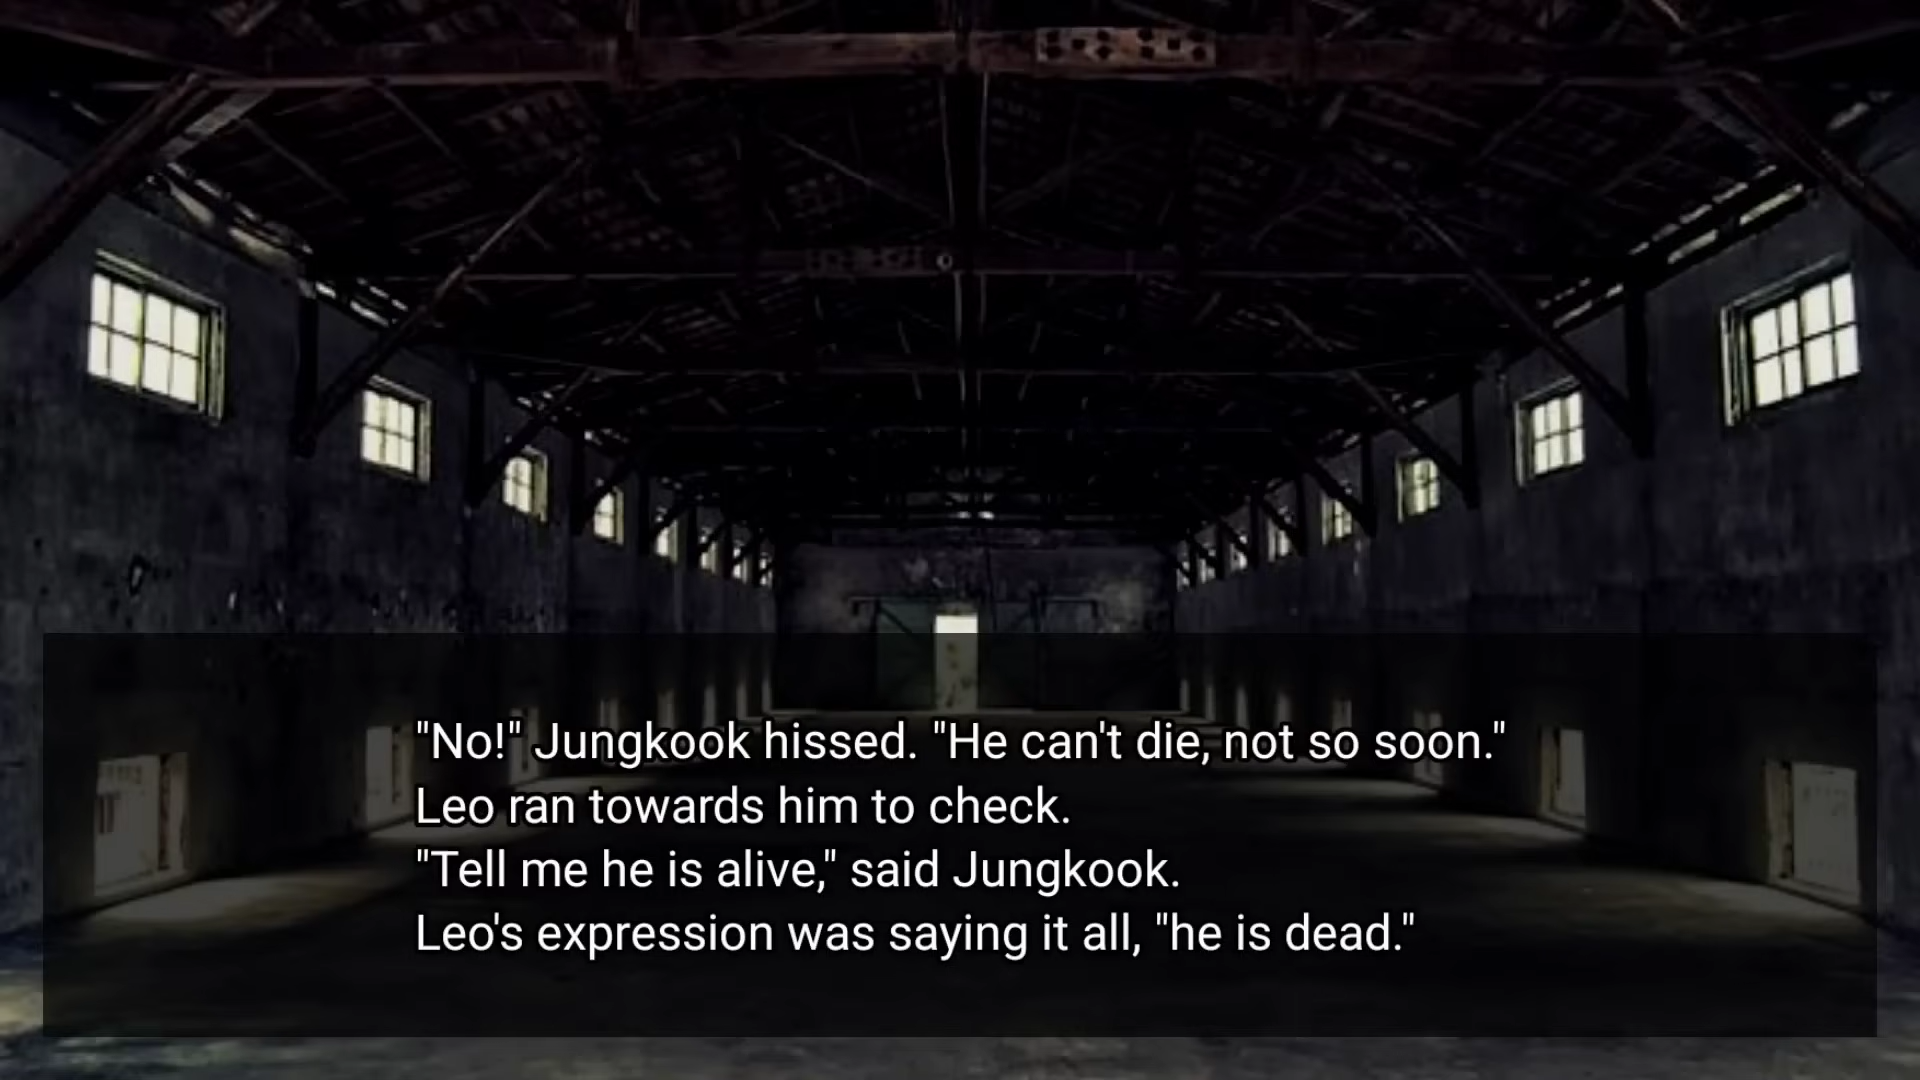 "No!" Jungkook hissed. "He can't die, not so soon."
Leo ran towards him to check.
"Tell me he is alive," said Jungkook.
Leo's expression was saying it all, "he is dead."